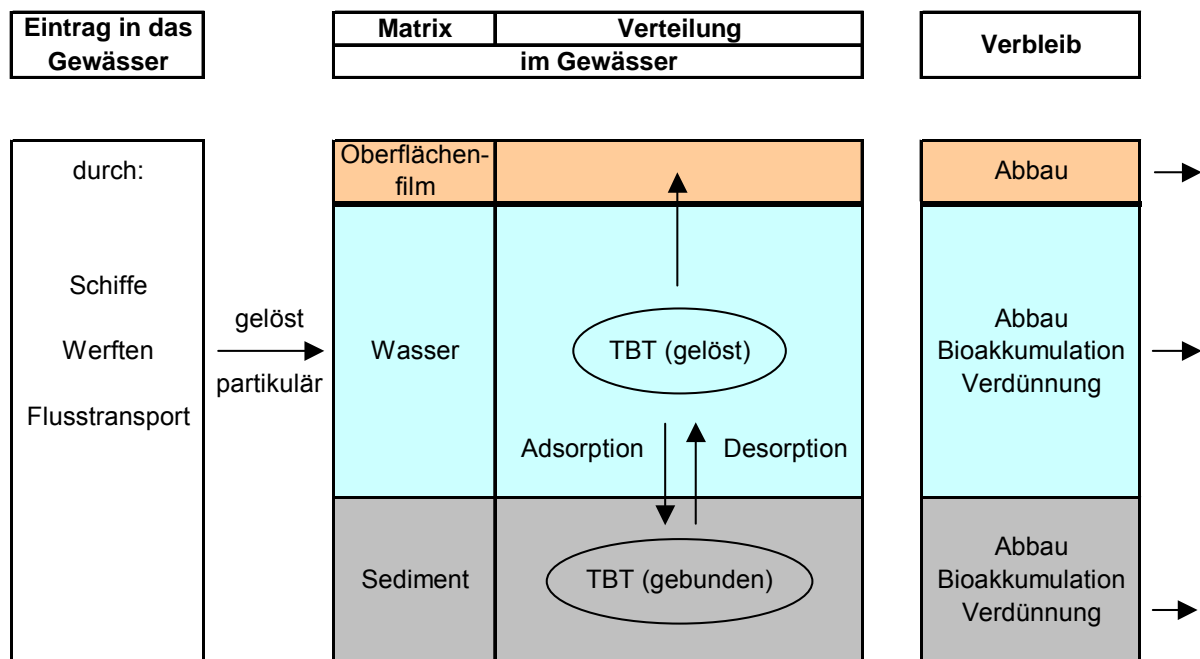 Eintrag in das
Gewässer
Matrix
Verteilung
im Gewässer
Verbleib
durch:
Schiffe
Werften
Flusstransport
gelöst
partikulär
Oberflächen-
film
Wasser
TBT (gelöst)
Adsorption
Desorption
Sediment
TBT (gebunden)
Abbau
Abbau
Bioakkumulation
Verdünnung
Abbau
Bioakkumulation
Verdünnung